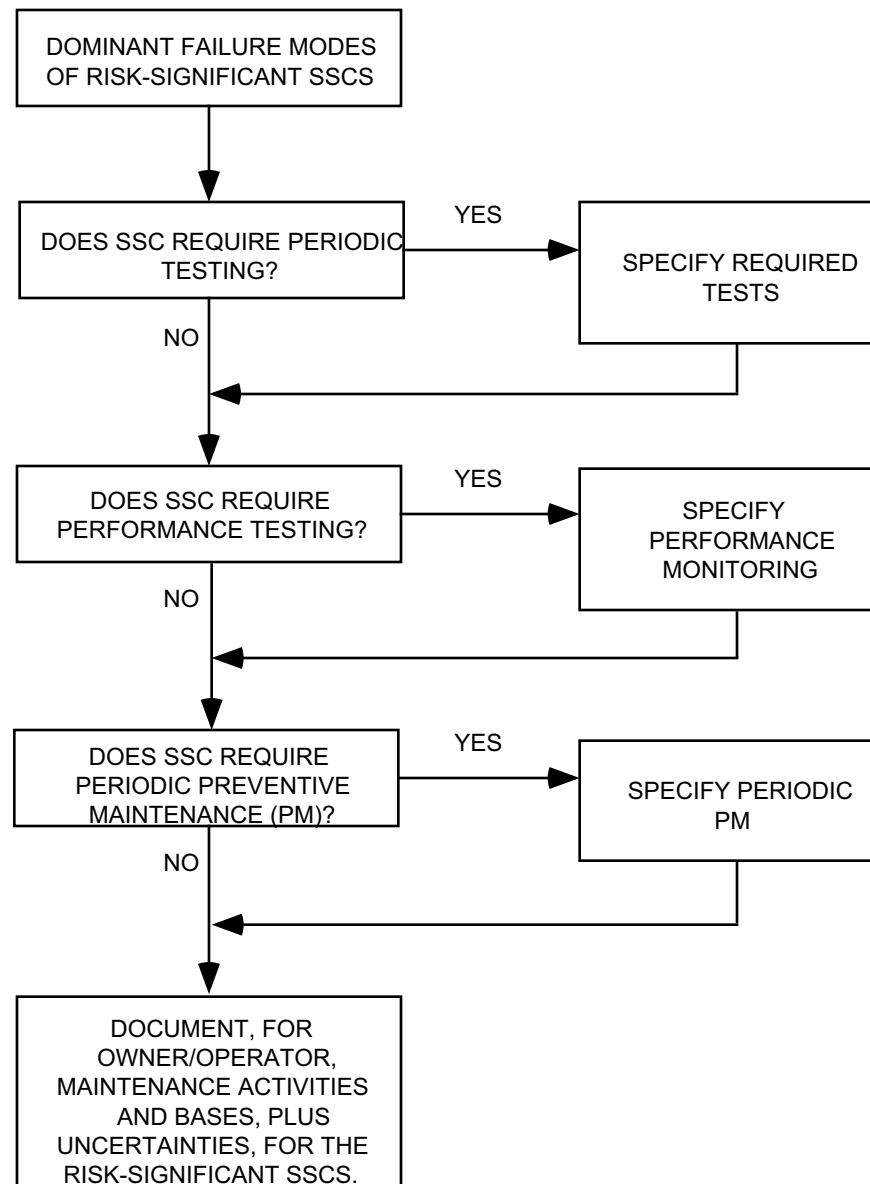 DOMINANT FAILURE MODES
OF RISK-SIGNIFICANT SSCS
DOES SSC REQUIRE PERIODIC
TESTING?
YES
SPECIFY REQUIRED
TESTS
NO
DOES SSC REQUIRE
PERFORMANCE TESTING?
YES
SPECIFY
PERFORMANCE
MONITORING
NO
DOES SSC REQUIRE
PERIODIC PREVENTIVE
MAINTENANCE (PM)?
YES
SPECIFY PERIODIC
PM
NO
DOCUMENT, FOR
OWNER/OPERATOR,
MAINTENANCE ACTIVITIES
AND BASES, PLUS
UNCERTAINTIES, FOR THE
RISK-SIGNIFICANT SSCS.